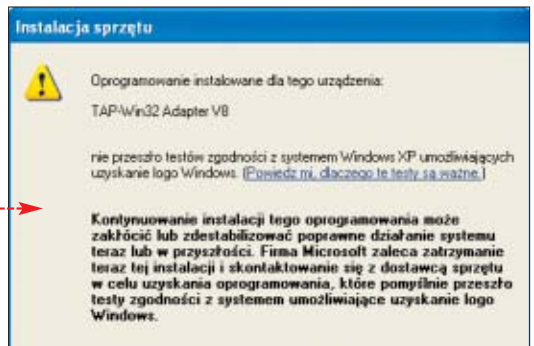 Instalacja sprzętu
Oprogramowanie instalowane dla tego urządzenia:
TAP-Win32 Adapter V8
nie przeszło testów zgodności z systemem Windows XP umożliwiających
uzyskanie logo Windows. (Powiedz mi, dlaczego te testy są ważne.)
Kontynuowanie instalacji tego oprogramowania może
zakłócić lub zdestabilizować poprawne działanie systemu
teraz lub w przyszłości. Firma Microsoft zaleca zatrzymanie
teraz tej instalacji i skontaktowanie się z dostawcą sprzętu
w celu uzyskania oprogramowania, które pomyślnie przeszło
testy zgodności z systemem umożliwiające uzyskanie logo
Windows.